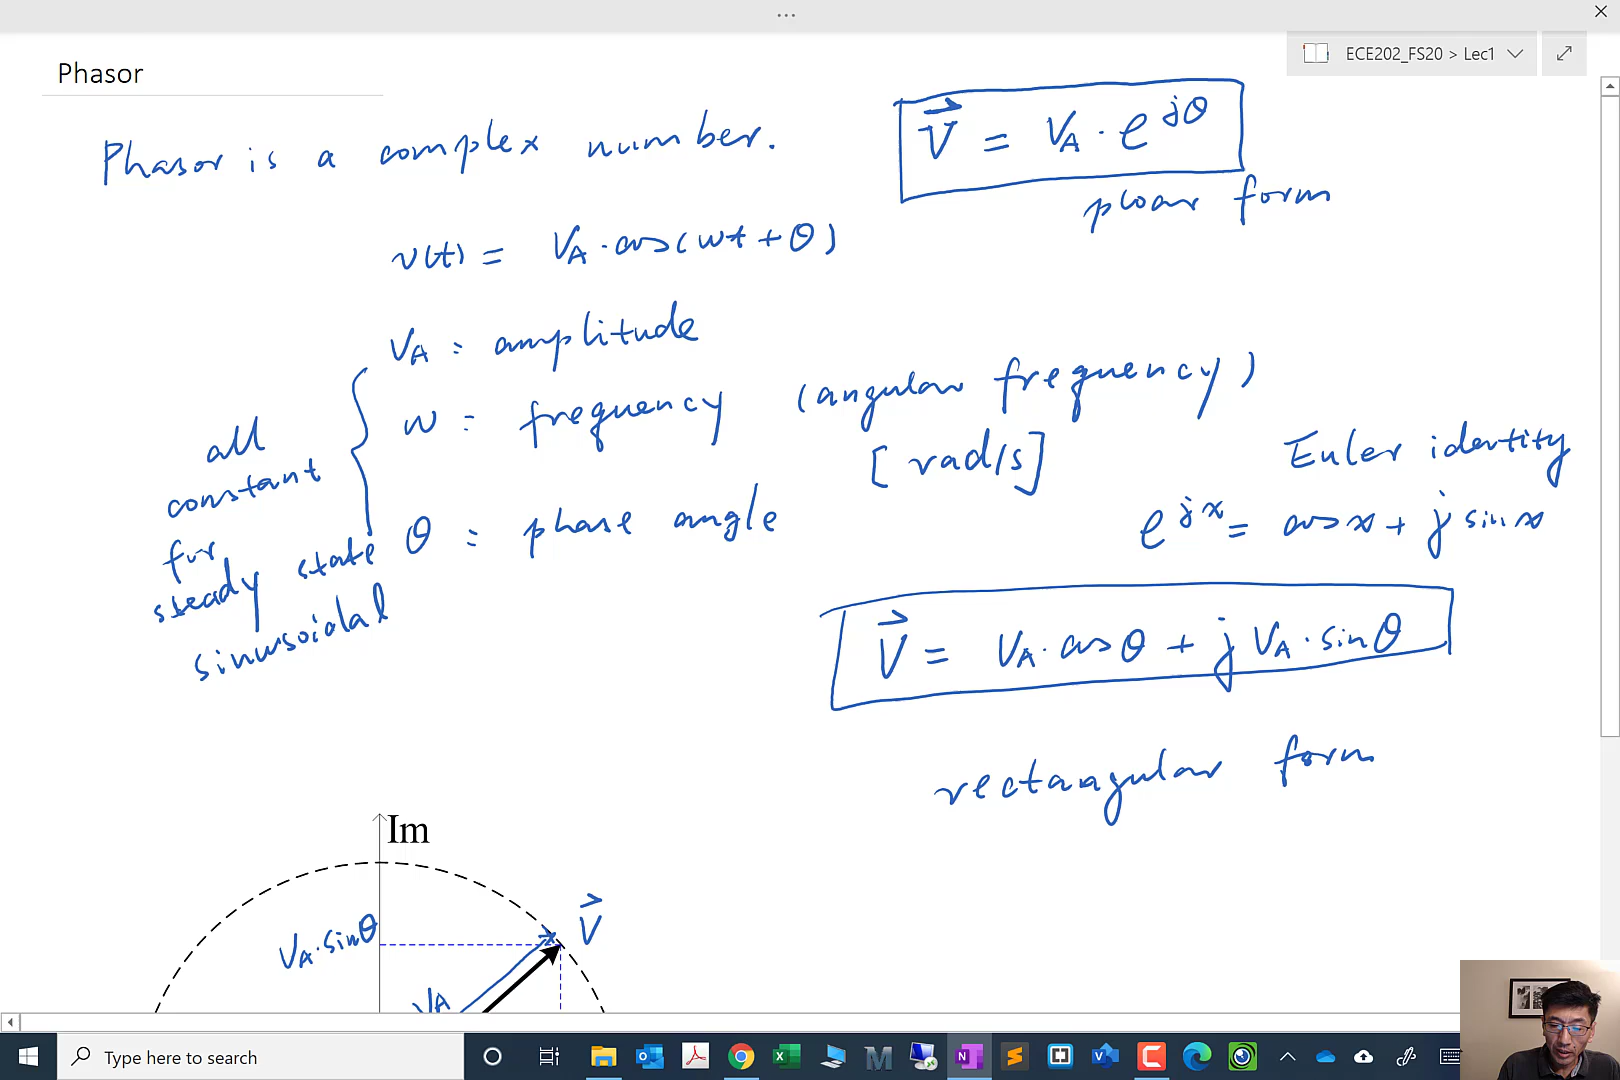 ...
ECE202_FS20 > Lec1
Phasor
Phasor is a complex number.
V⃗ = V_A · e^{jθ}
ploar form
v(t) = V_A · cos(ωt + θ)
V_A : amplitude
ω : frequency (angular frequency)
[rad/s]
θ : phase angle
all
constant
for
steady state
sinusoidal
Euler identity
e^{jx} = cos x + j sin x
V⃗ = V_A · cos θ + j V_A · sin θ
rectangular form
Im
V_A · sin θ
V⃗
V_A
Type here to search